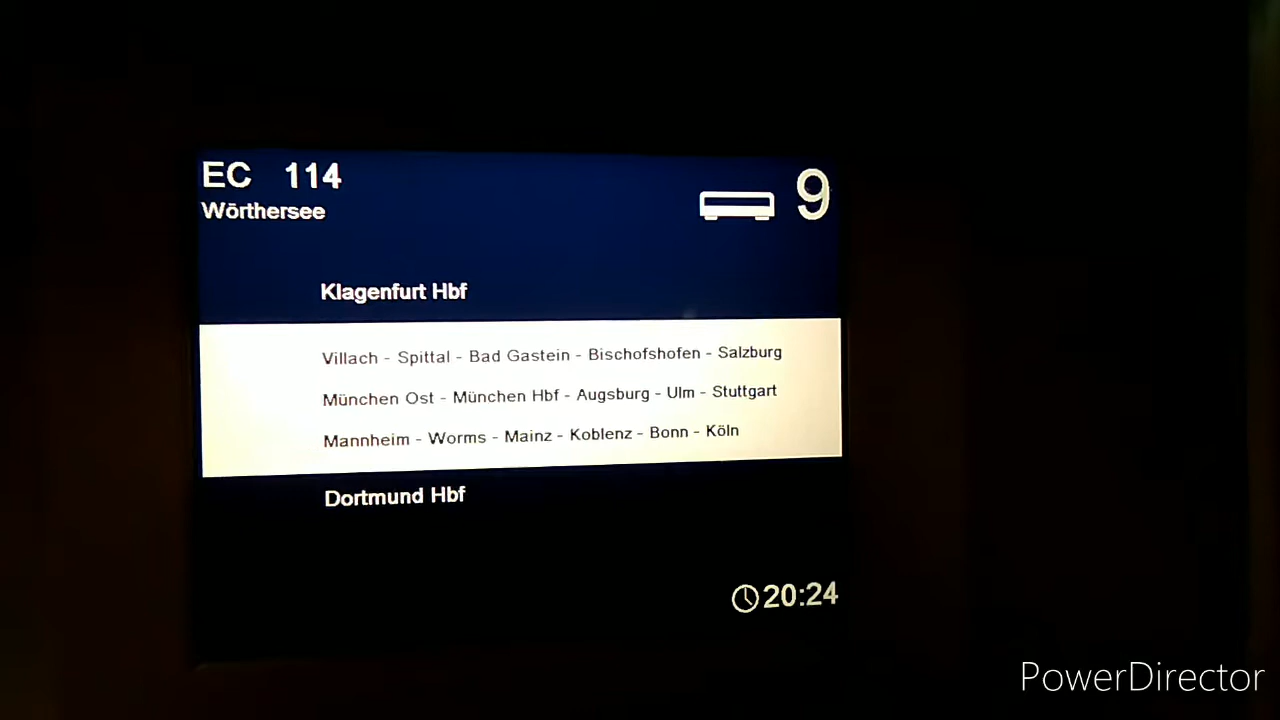 EC 114
Wörthersee
9
Klagenfurt Hbf
Villach - Spittal - Bad Gastein - Bischofshofen - Salzburg
München Ost - München Hbf - Augsburg - Ulm - Stuttgart
Mannheim - Worms - Mainz - Koblenz - Bonn - Köln
Dortmund Hbf
20:24
PowerDirector